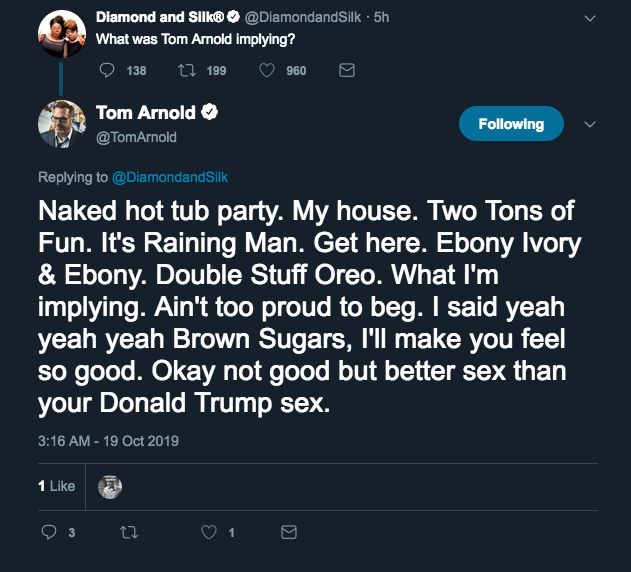 Diamond and Silk® @DiamondandSilk · 5h
What was Tom Arnold implying?
138 199 960
Tom Arnold
@TomArnold
Following
Replying to @DiamondandSilk
Naked hot tub party. My house. Two Tons of
Fun. It's Raining Man. Get here. Ebony Ivory
& Ebony. Double Stuff Oreo. What I'm
implying. Ain't too proud to beg. I said yeah
yeah yeah Brown Sugars, I'll make you feel
so good. Okay not good but better sex than
your Donald Trump sex.
3:16 AM - 19 Oct 2019
1 Like
3 1